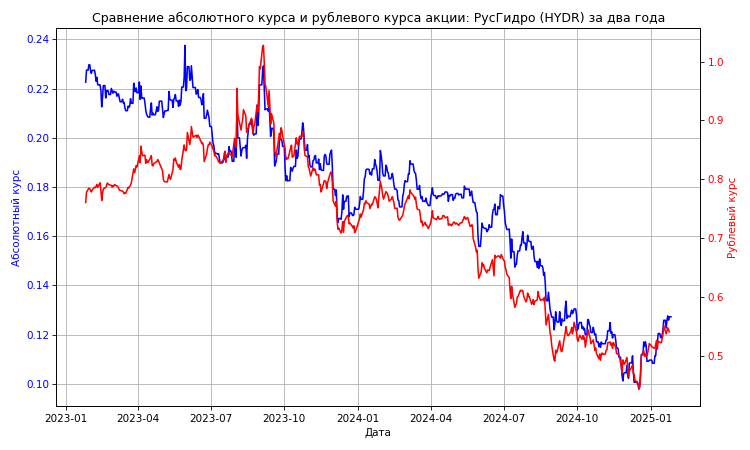 Сравнение абсолютного курса и рублевого курса акции: РусГидро (HYDR) за два года
0.24
0.22
0.20
0.18
0.16
0.14
0.12
0.10
Абсолютный курс
1.0
0.9
0.8
0.7
0.6
0.5
Рублевый курс
2023-01 2023-04 2023-07 2023-10 2024-01 2024-04 2024-07 2024-10 2025-01
Дата